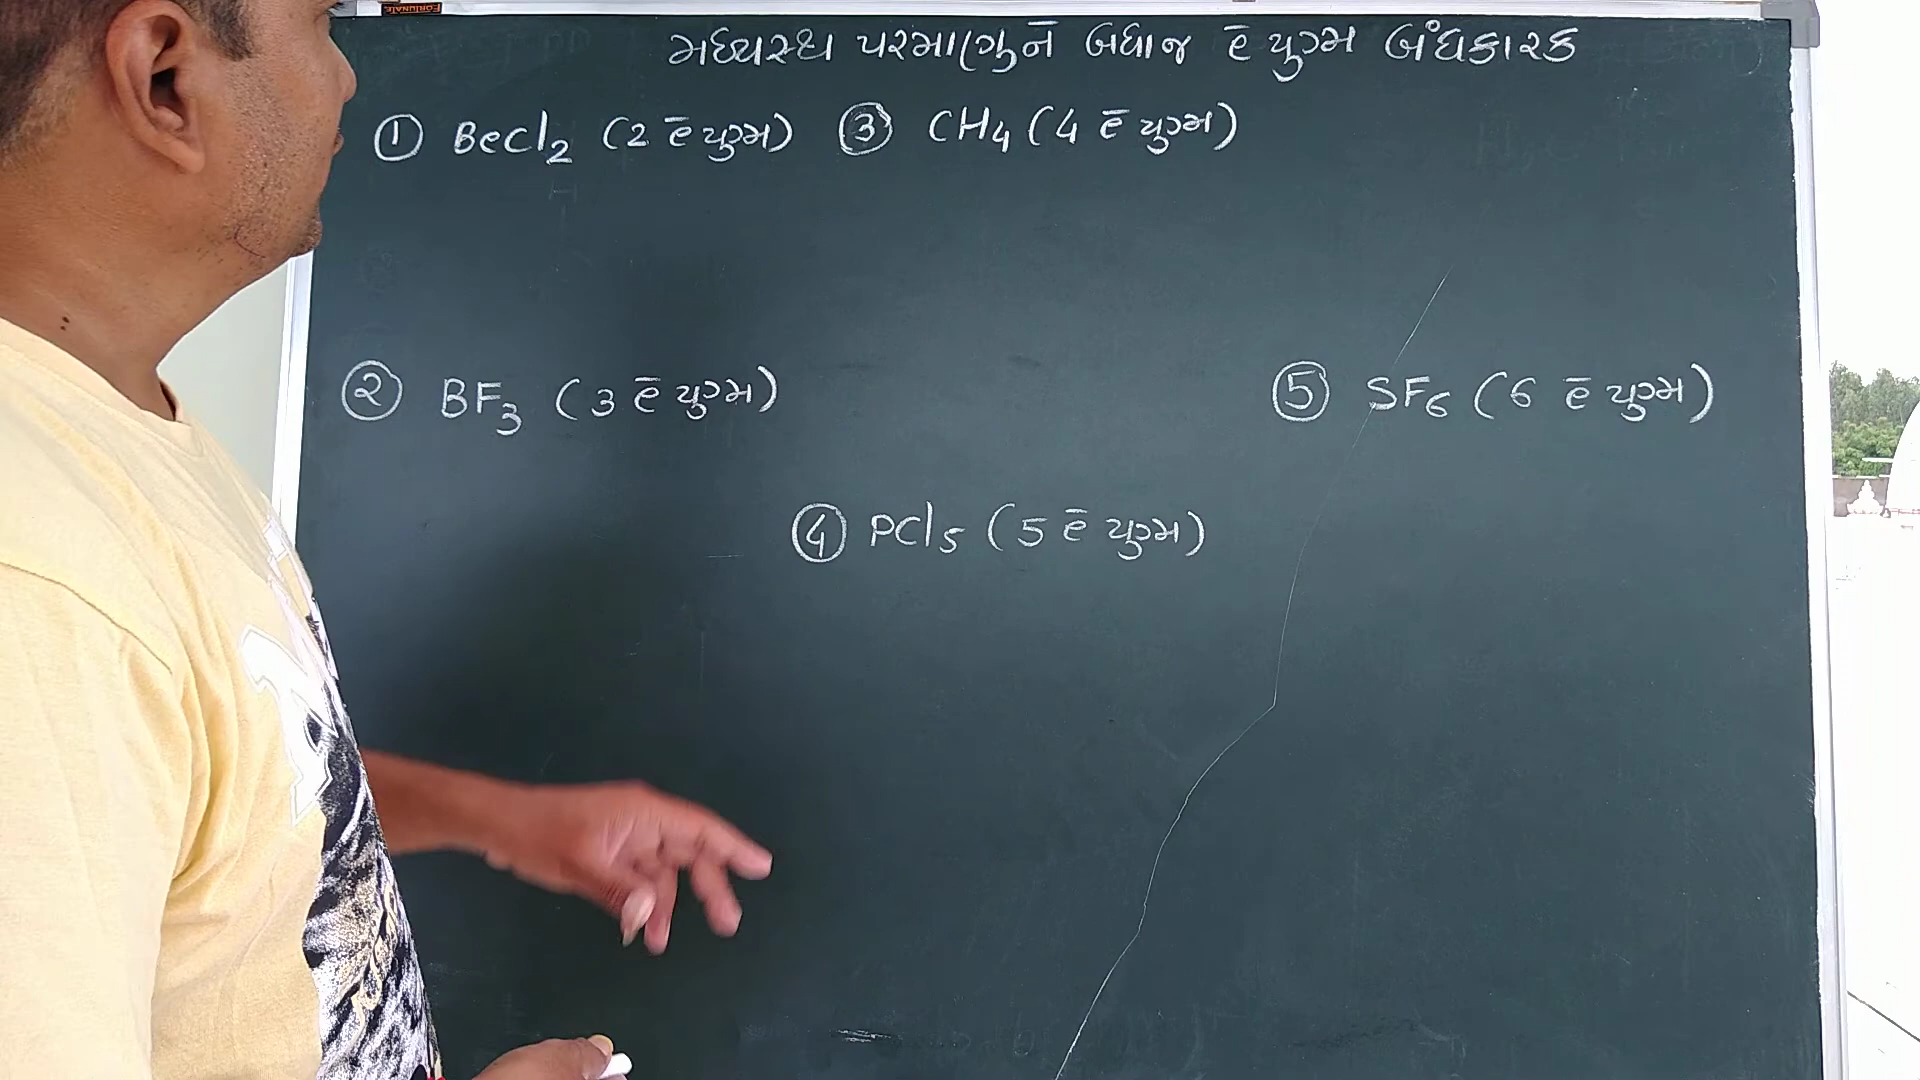 FORTUNATE
મધ્યસ્થ પરમાણુને બધાજ e̅ યુગ્મ બંધકારક
① BeCl₂ (2 e̅ યુગ્મ)
③ CH₄ (4 e̅ યુગ્મ)
② BF₃ (3 e̅ યુગ્મ)
⑤ SF₆ (6 e̅ યુગ્મ)
④ PCl₅ (5 e̅ યુગ્મ)